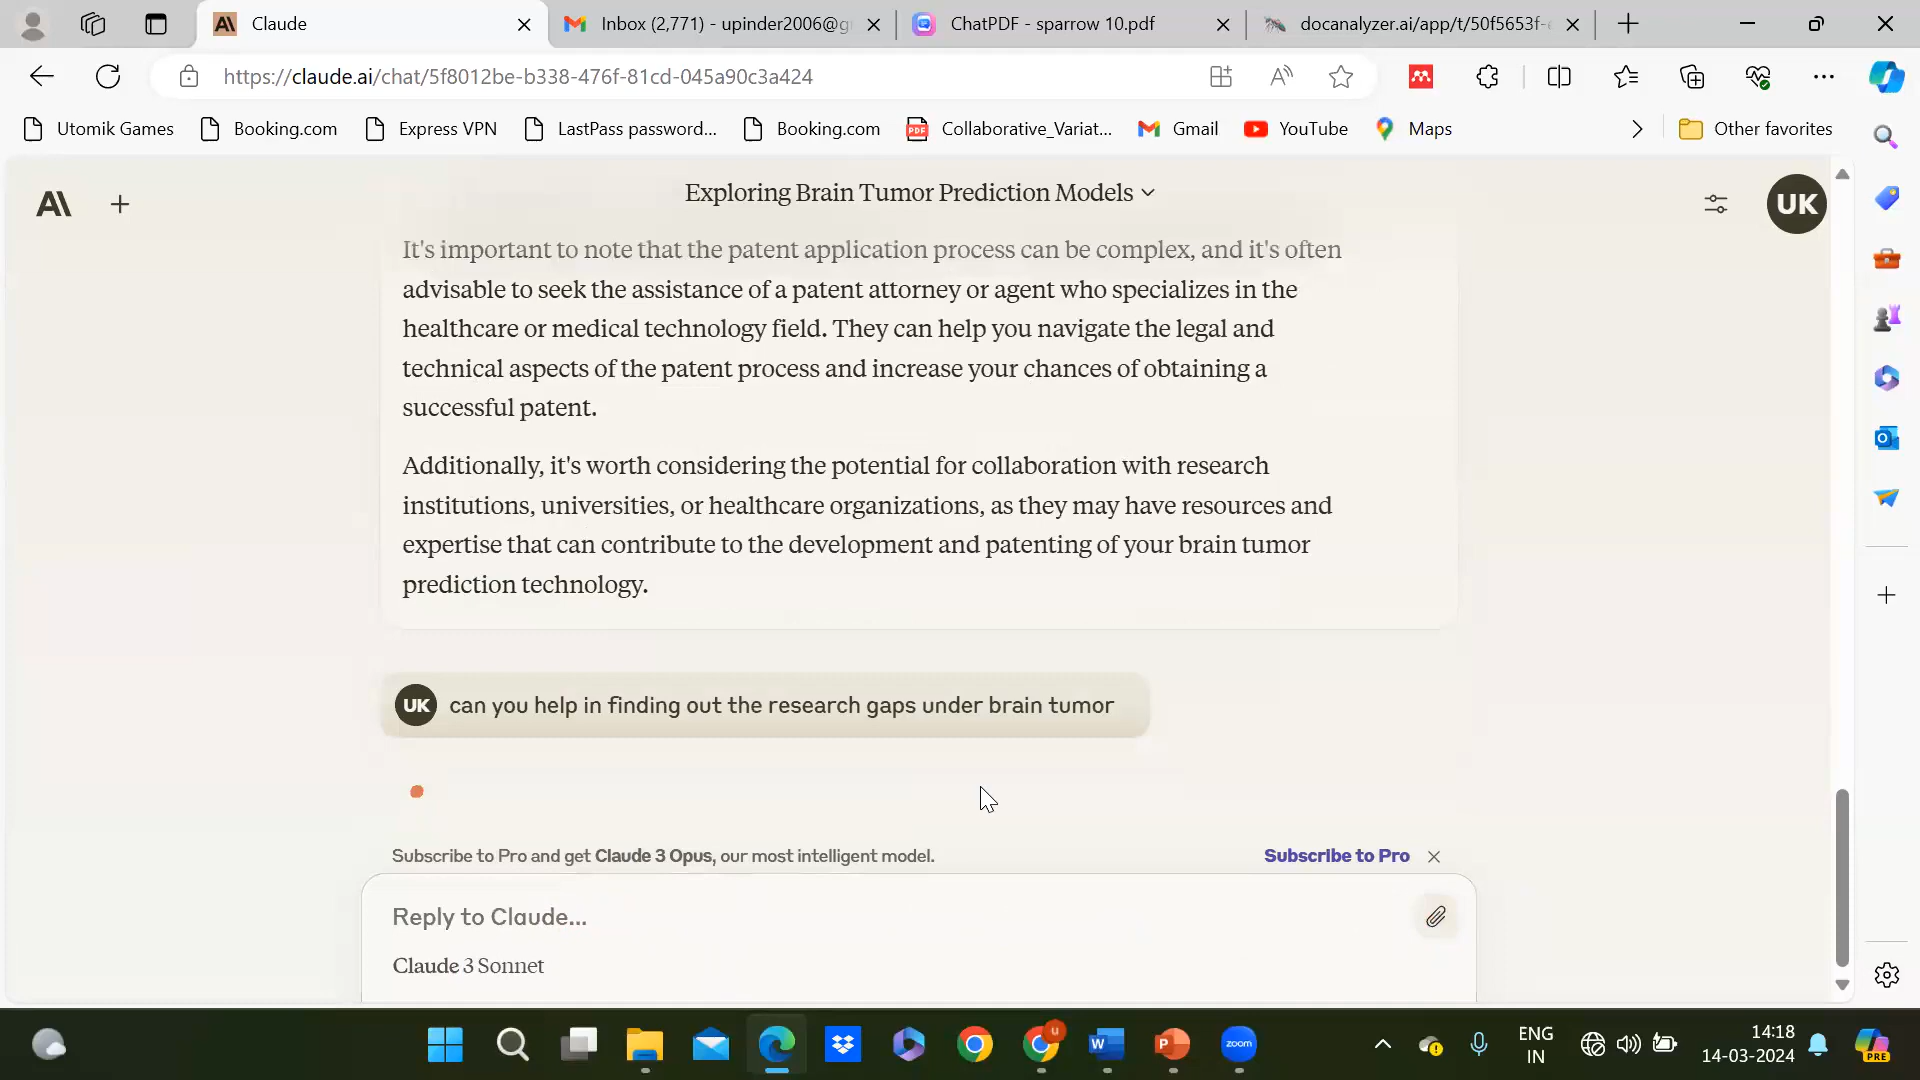 Claude
Inbox (2,771) - upinder2006@g
ChatPDF - sparrow 10.pdf
docanalyzer.ai/app/t/50f5653f-
https://claude.ai/chat/5f8012be-b338-476f-81cd-045a90c3a424
Utomik Games
Booking.com
Express VPN
LastPass password...
Booking.com
PDF
Collaborative_Variat...
Gmail
YouTube
Maps
Other favorites
Exploring Brain Tumor Prediction Models
UK
It's important to note that the patent application process can be complex, and it's often
advisable to seek the assistance of a patent attorney or agent who specializes in the
healthcare or medical technology field. They can help you navigate the legal and
technical aspects of the patent process and increase your chances of obtaining a
successful patent.
Additionally, it's worth considering the potential for collaboration with research
institutions, universities, or healthcare organizations, as they may have resources and
expertise that can contribute to the development and patenting of your brain tumor
prediction technology.
UK can you help in finding out the research gaps under brain tumor
Subscribe to Pro and get Claude 3 Opus, our most intelligent model.
Subscribe to Pro
Reply to Claude...
Claude 3 Sonnet
zoom
ENG
IN
14:18
14-03-2024
PRE